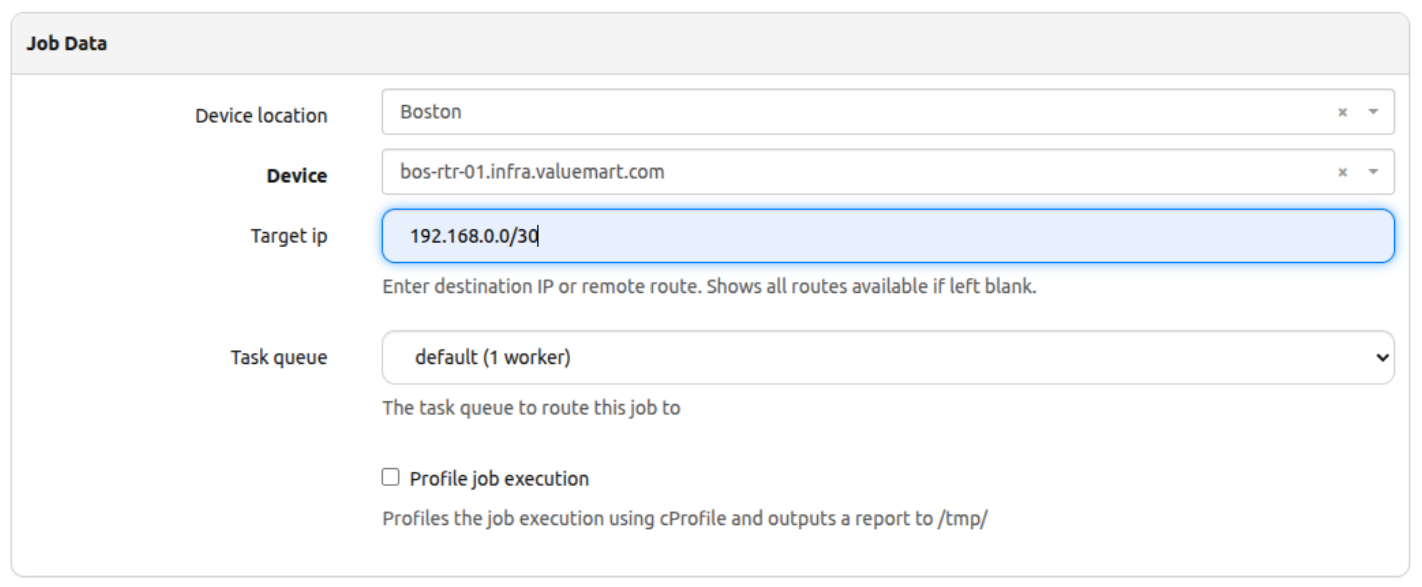 Job Data
Device location
Boston
× 
Device
bos-rtr-01.infra.valuemart.com
×
Target ip
192.168.0.0/30
Enter destination IP or remote route. Shows all routes available if left blank.
Task queue
default (1 worker)
The task queue to route this job to
Profile job execution
Profiles the job execution using cProfile and outputs a report to /tmp/